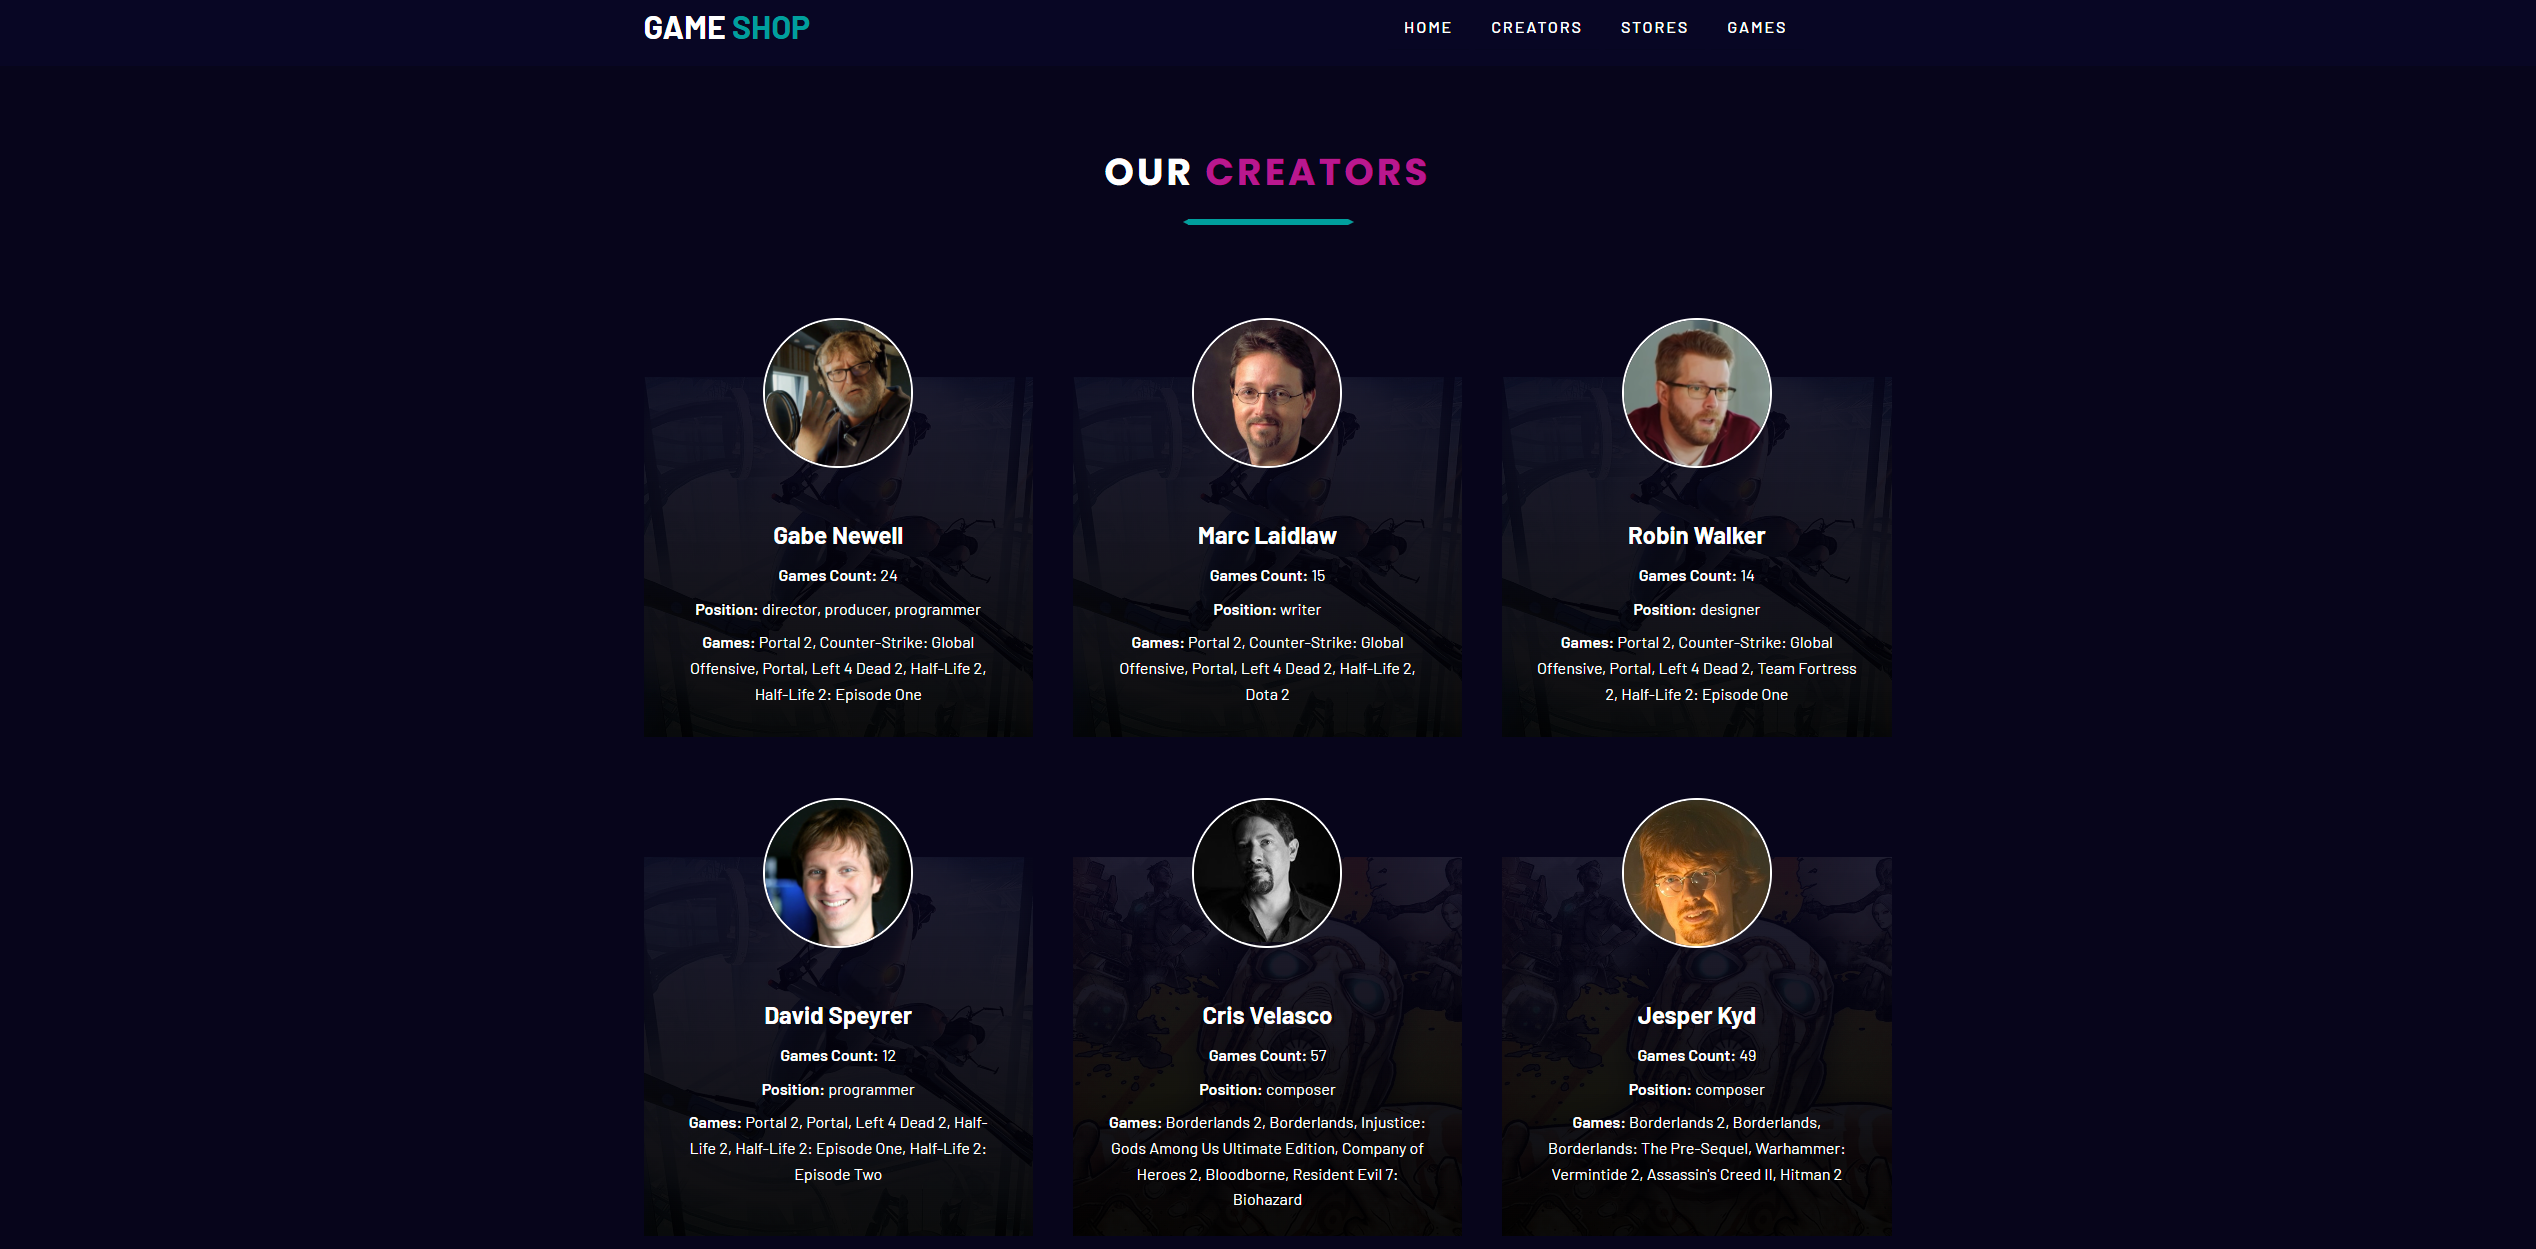 GAME SHOP
HOME CREATORS STORES GAMES
OUR CREATORS
Gabe Newell
Games Count: 24
Position: director, producer, programmer
Games: Portal 2, Counter-Strike: Global
Offensive, Portal, Left 4 Dead 2, Half-Life 2,
Half-Life 2: Episode One
Marc Laidlaw
Games Count: 15
Position: writer
Games: Portal 2, Counter-Strike: Global
Offensive, Portal, Left 4 Dead 2, Half-Life 2,
Dota 2
Robin Walker
Games Count: 14
Position: designer
Games: Portal 2, Counter-Strike: Global
Offensive, Portal, Left 4 Dead 2, Team Fortress
2, Half-Life 2: Episode One
David Speyrer
Games Count: 12
Position: programmer
Games: Portal 2, Portal, Left 4 Dead 2, Half-
Life 2, Half-Life 2: Episode One, Half-Life 2:
Episode Two
Cris Velasco
Games Count: 57
Position: composer
Games: Borderlands 2, Borderlands, Injustice:
Gods Among Us Ultimate Edition, Company of
Heroes 2, Bloodborne, Resident Evil 7:
Biohazard
Jesper Kyd
Games Count: 49
Position: composer
Games: Borderlands 2, Borderlands,
Borderlands: The Pre-Sequel, Warhammer:
Vermintide 2, Assassin's Creed II, Hitman 2